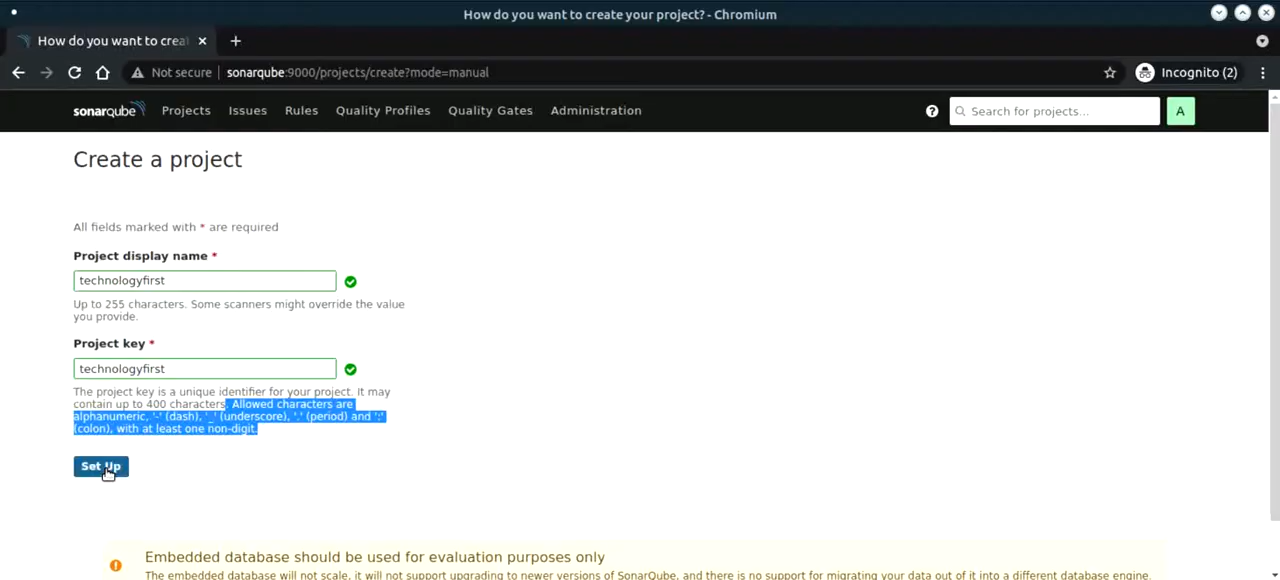 How do you want to create your project? - Chromium
How do you want to crea
Not secure
sonarqube:9000/projects/create?mode=manual
Incognito (2)
sonarqube
Projects
Issues
Rules
Quality Profiles
Quality Gates
Administration
?
Search for projects...
A
Create a project
All fields marked with * are required
Project display name *
technologyfirst
Up to 255 characters. Some scanners might override the value
you provide.
Project key *
technologyfirst
The project key is a unique identifier for your project. It may
contain up to 400 characters. Allowed characters are
alphanumeric, '-' (dash), '_' (underscore), '.' (period) and ':'
(colon), with at least one non-digit.
Set Up
Embedded database should be used for evaluation purposes only
The embedded database will not scale, it will not support upgrading to newer versions of SonarQube, and there is no support for migrating your data out of it into a different database engine.